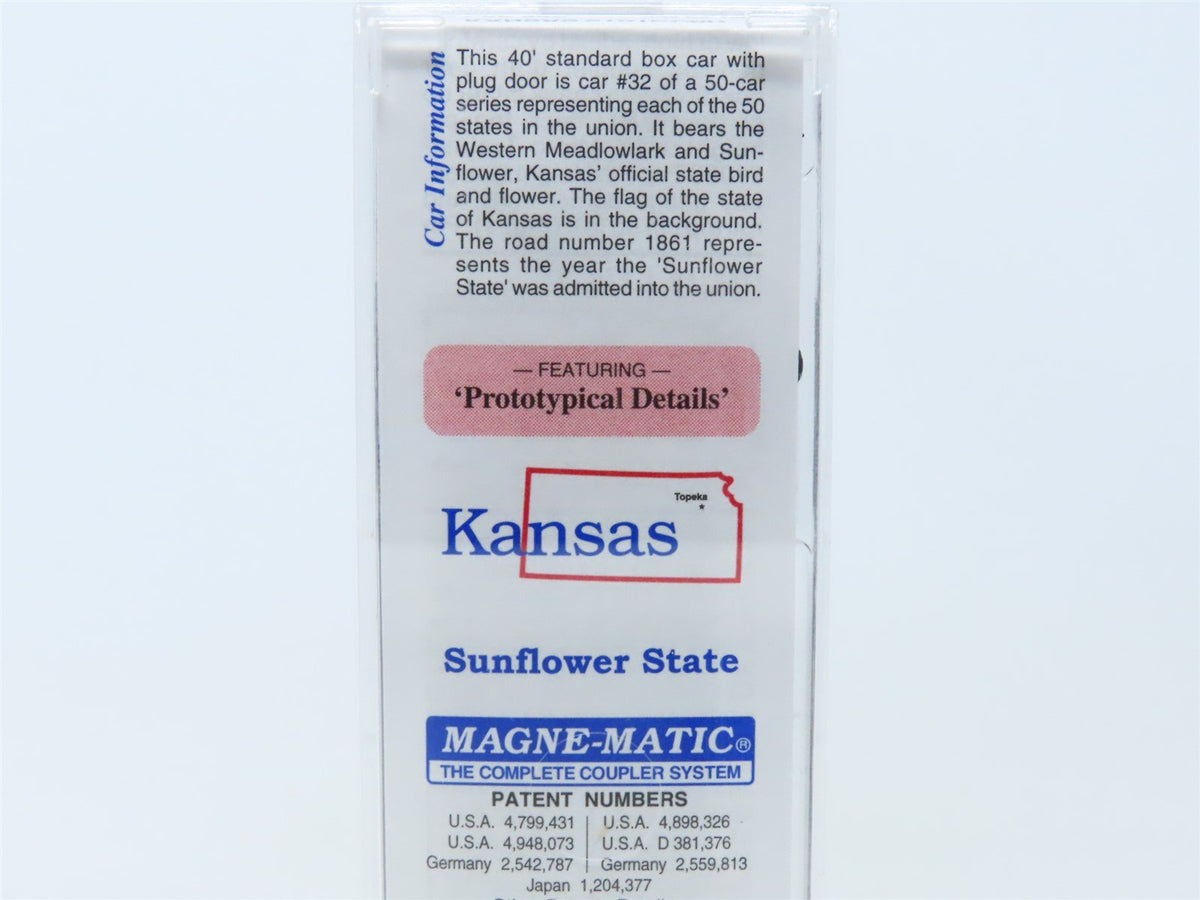 Car Information
This 40' standard box car with
plug door is car #32 of a 50-car
series representing each of the 50
states in the union. It bears the
Western Meadowlark and Sun-
flower, Kansas' official state bird
and flower. The flag of the state
of Kansas is in the background.
The road number 1861 repre-
sents the year the 'Sunflower
State' was admitted into the union.
— FEATURING —
‘Prototypical Details’
Topeka
Kansas
Sunflower State
MAGNE-MATIC®
THE COMPLETE COUPLER SYSTEM
PATENT NUMBERS
U.S.A. 4,799,431 | U.S.A. 4,898,326
U.S.A. 4,948,073 | U.S.A. D 381,376
Germany 2,542,787 | Germany 2,559,813
Japan 1,204,377